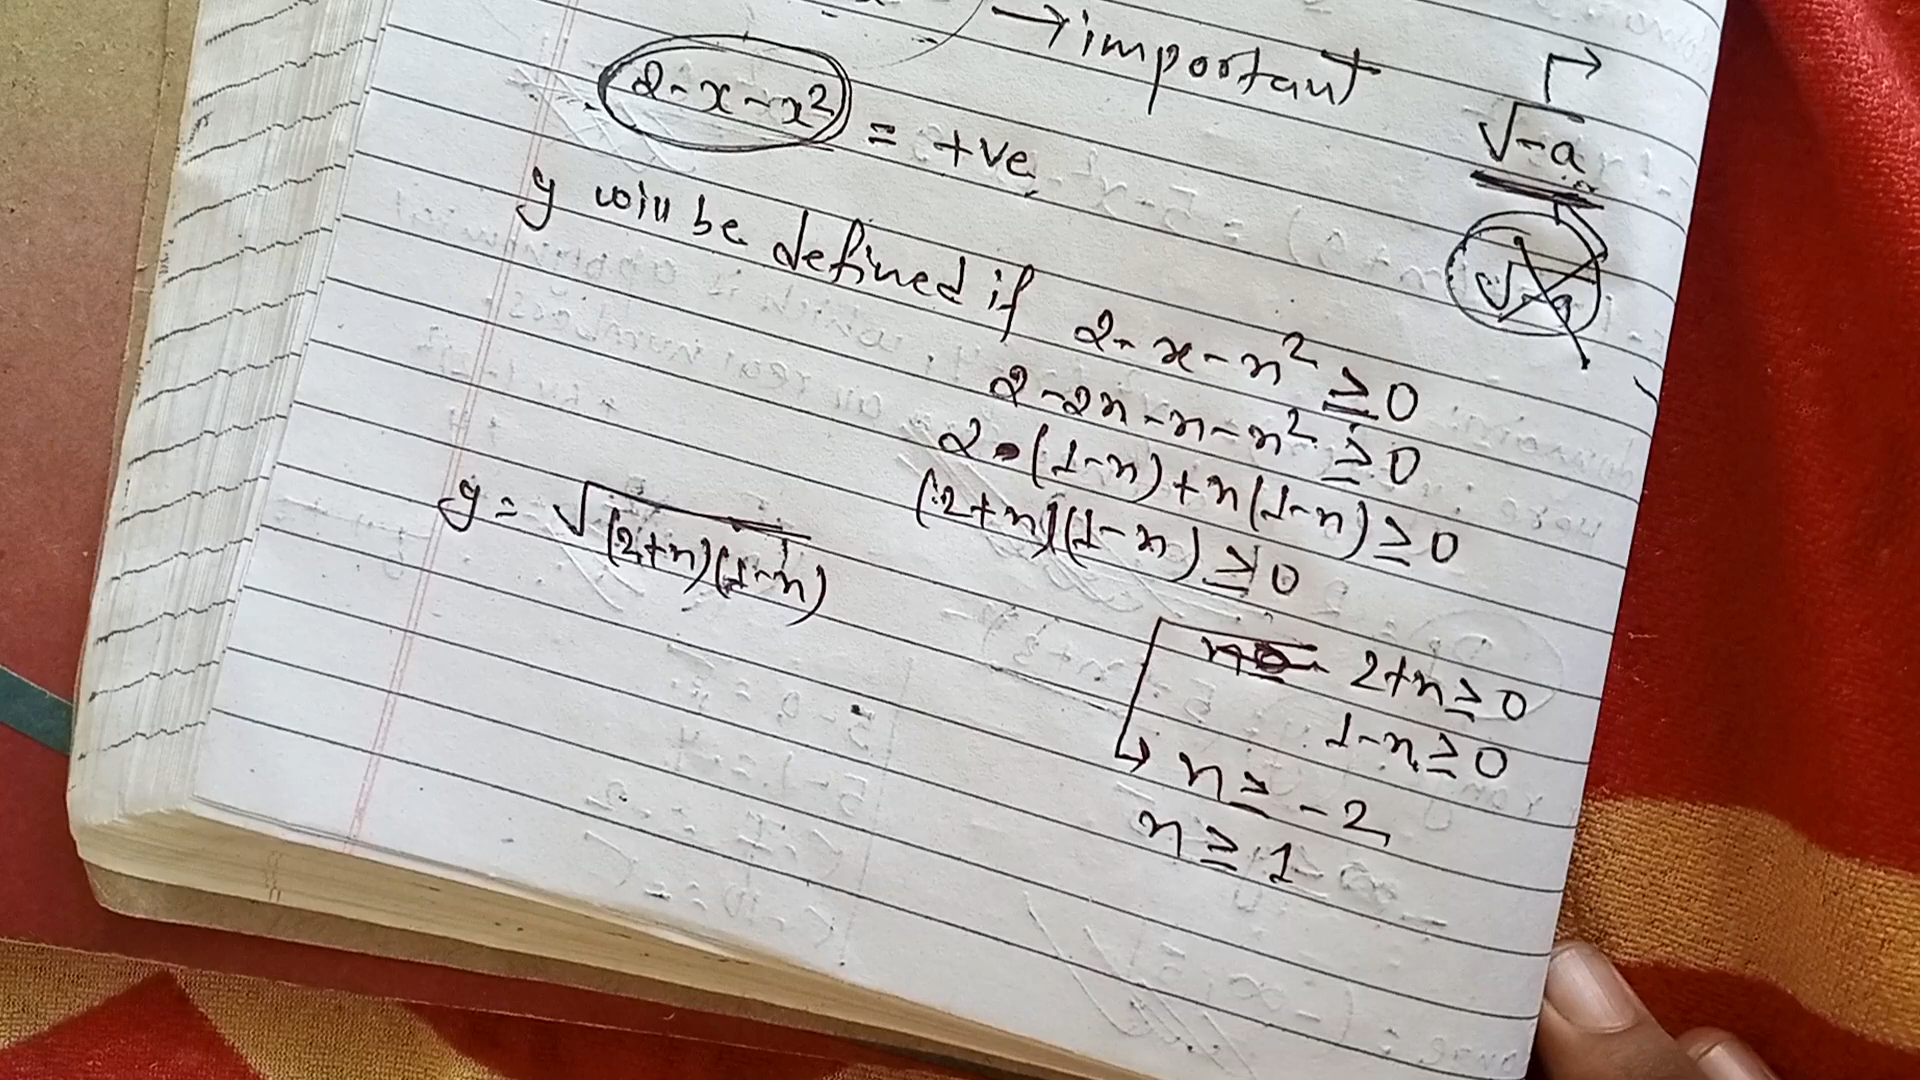 → important
2-x-x² = +ve
√-a
y will be defined if 2-x-x² ≥ 0
2-2x-x-x² ≥ 0
2(1-x)+x(1-x) ≥ 0
(2+x)(1-x) ≥ 0
y = √(2+x)(1-x)
2+x ≥ 0
1-x ≥ 0
x ≥ -2
x ≥ 1